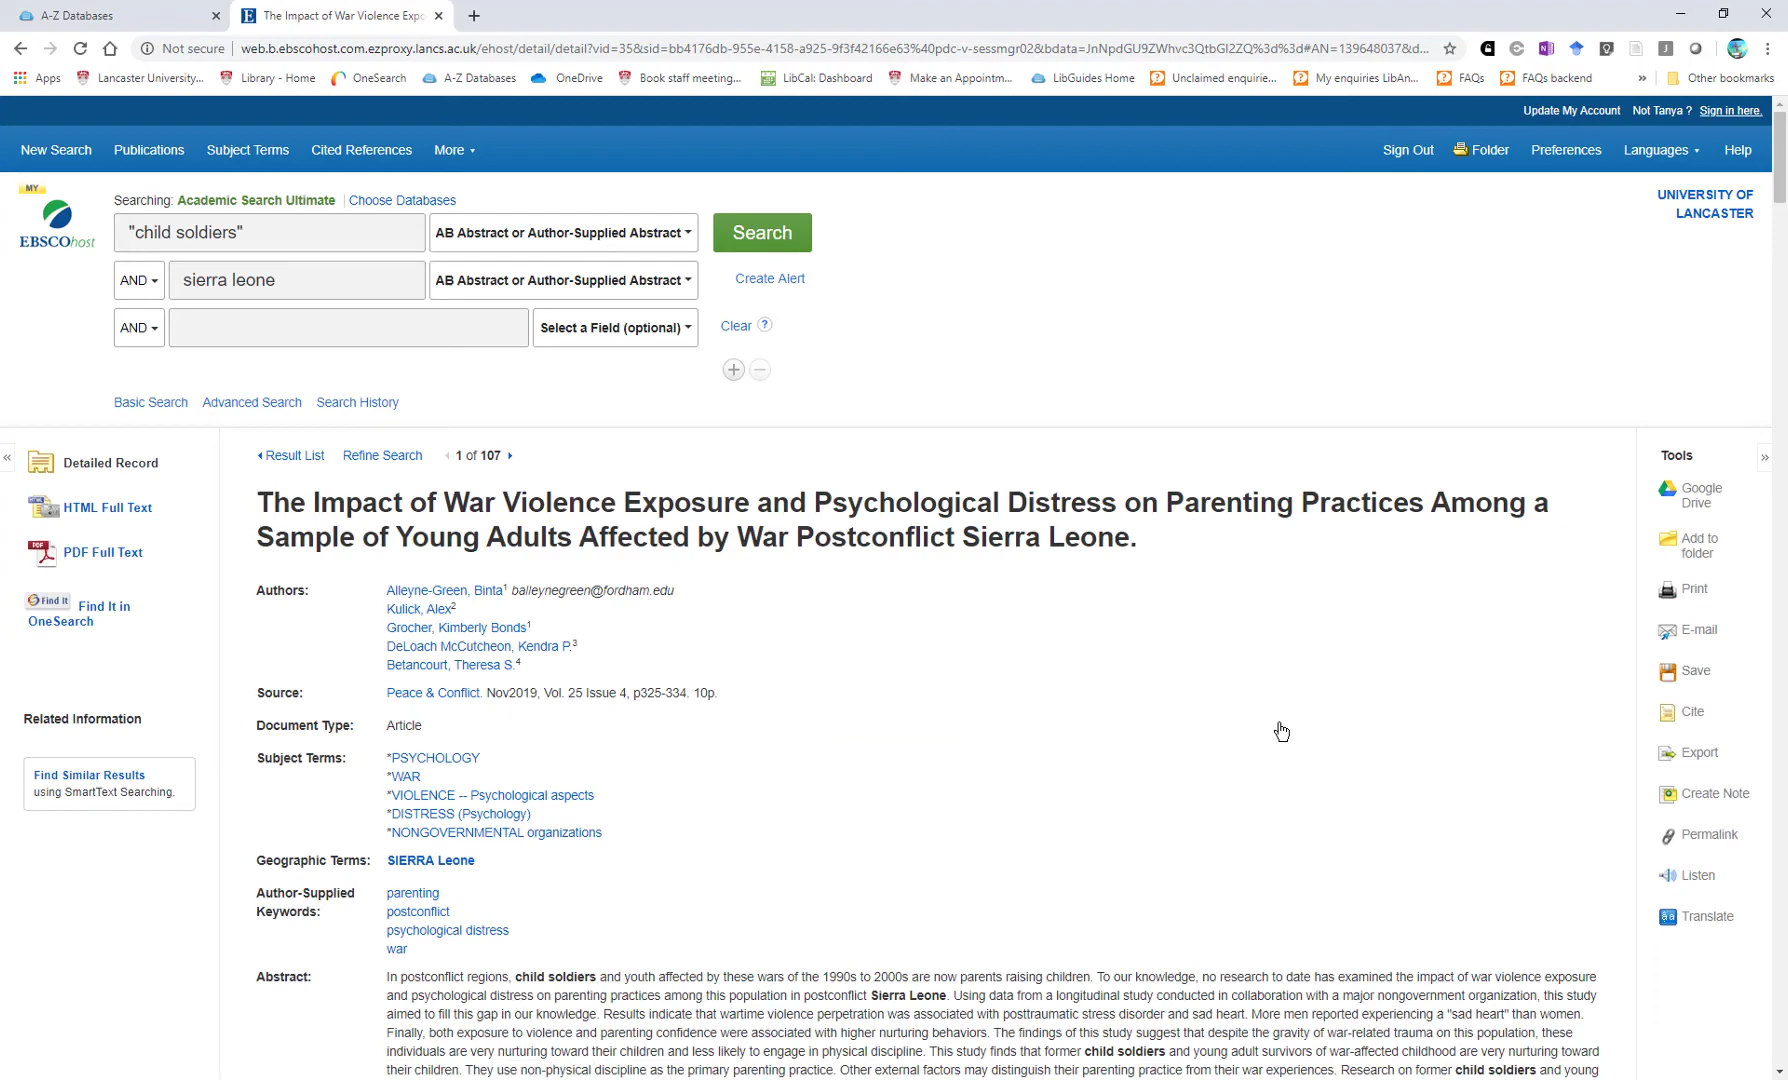 A-Z Databases
The Impact of War Violence Expo
Not secure
web.b.ebscohost.com.ezproxy.lancs.ac.uk/ehost/detail/detail?vid=35&sid=bb4176db-955e-4158-a925-9f3f42166e63%40pdc-v-sessmgr02&bdata=JnNpdGU9ZWhvc3QtbGl2ZQ%3d%3d#AN=139648037&d...
Apps
Lancaster University...
Library - Home
OneSearch
A-Z Databases
OneDrive
Book staff meeting...
LibCal: Dashboard
Make an Appointm...
LibGuides Home
Unclaimed enquirie...
My enquiries LibAn...
FAQs
FAQs backend
»
Other bookmarks
Update My Account Not Tanya ? Sign in here.
New Search Publications Subject Terms Cited References More
Sign Out Folder Preferences Languages Help
MY
EBSCOhost
Searching: Academic Search Ultimate Choose Databases
UNIVERSITY OF
LANCASTER
"child soldiers" AB Abstract or Author-Supplied Abstract Search
AND sierra leone AB Abstract or Author-Supplied Abstract Create Alert
AND Select a Field (optional) Clear ?
Basic Search Advanced Search Search History
«
Detailed Record
HTML Full Text
PDF Full Text
Find It Find It in
OneSearch
Related Information
Find Similar Results
using SmartText Searching.
Result List Refine Search 1 of 107
The Impact of War Violence Exposure and Psychological Distress on Parenting Practices Among a
Sample of Young Adults Affected by War Postconflict Sierra Leone.
Authors: Alleyne-Green, Binta1 balleynegreen@fordham.edu
Kulick, Alex2
Grocher, Kimberly Bonds1
DeLoach McCutcheon, Kendra P.3
Betancourt, Theresa S.4
Source: Peace & Conflict. Nov2019, Vol. 25 Issue 4, p325-334. 10p.
Document Type: Article
Subject Terms: *PSYCHOLOGY
*WAR
*VIOLENCE -- Psychological aspects
*DISTRESS (Psychology)
*NONGOVERNMENTAL organizations
Geographic Terms: SIERRA Leone
Author-Supplied
Keywords:
parenting
postconflict
psychological distress
war
Abstract: In postconflict regions, child soldiers and youth affected by these wars of the 1990s to 2000s are now parents raising children. To our knowledge, no research to date has examined the impact of war violence exposure
and psychological distress on parenting practices among this population in postconflict Sierra Leone. Using data from a longitudinal study conducted in collaboration with a major nongovernment organization, this study
aimed to fill this gap in our knowledge. Results indicate that wartime violence perpetration was associated with posttraumatic stress disorder and sad heart. More men reported experiencing a "sad heart" than women.
Finally, both exposure to violence and parenting confidence were associated with higher nurturing behaviors. The findings of this study suggest that despite the gravity of war-related trauma on this population, these
individuals are very nurturing toward their children and less likely to engage in physical discipline. This study finds that former child soldiers and young adult survivors of war-affected childhood are very nurturing toward
their children. They use non-physical discipline as the primary parenting practice. Other external factors may distinguish their parenting practice from their war experiences. Research on former child soldiers and young
Tools
»
Google
Drive
Add to
folder
Print
E-mail
Save
Cite
Export
Create Note
Permalink
Listen
Translate